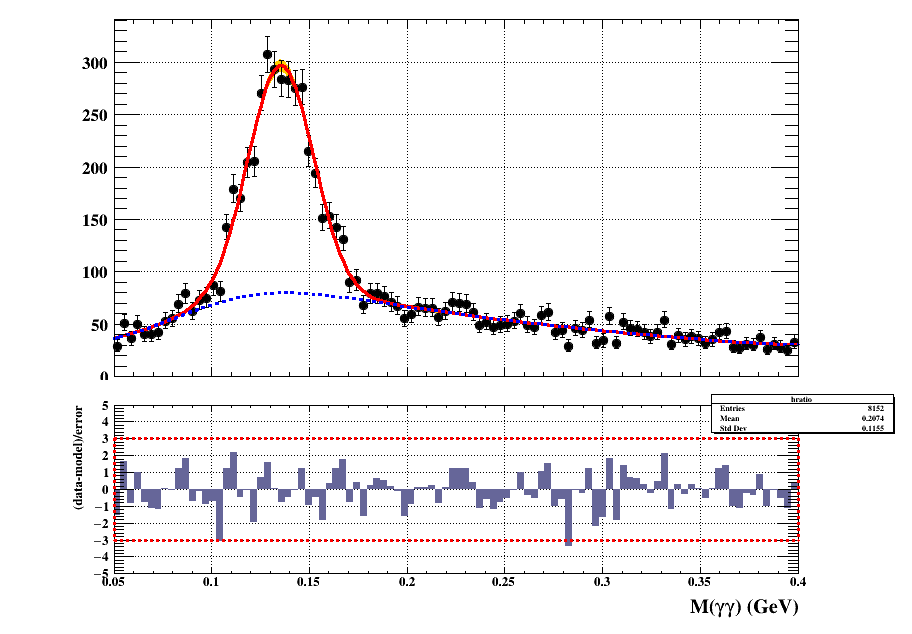 300
250
200
150
100
50
0
hratio
Entries 8152
Mean 0.2074
Std Dev 0.1155
(data-model)/error
5
4
3
2
1
0
−1
−2
−3
−4
−5
0.05 0.1 0.15 0.2 0.25 0.3 0.35 0.4
M(γγ) (GeV)